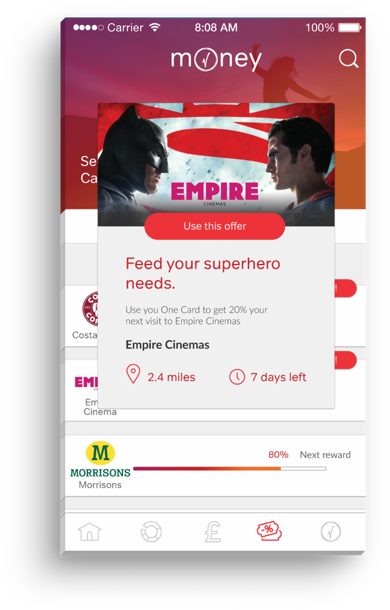 Carrier 8:08 AM 100%
money
Se
Ca
EMPIRE
CINEMAS
Use this offer
Feed your superhero
needs.
Use you One Card to get 20% your
next visit to Empire Cinemas
Empire Cinemas
2.4 miles 7 days left
!
Costa
!
EM
Em
Cinema
80% Next reward
M
MORRISONS
Morrisons
£ -%